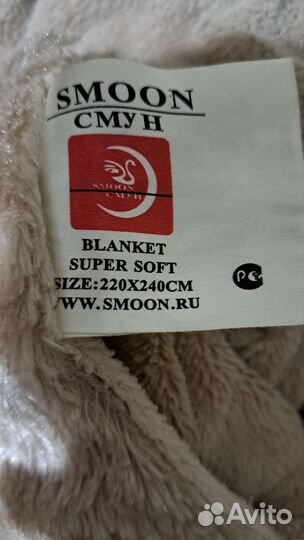 SMOON
СМУН
SMOON
СМУН
BLANKET
SUPER SOFT
SIZE:220X240CM
WWW.SMOON.RU
Avito